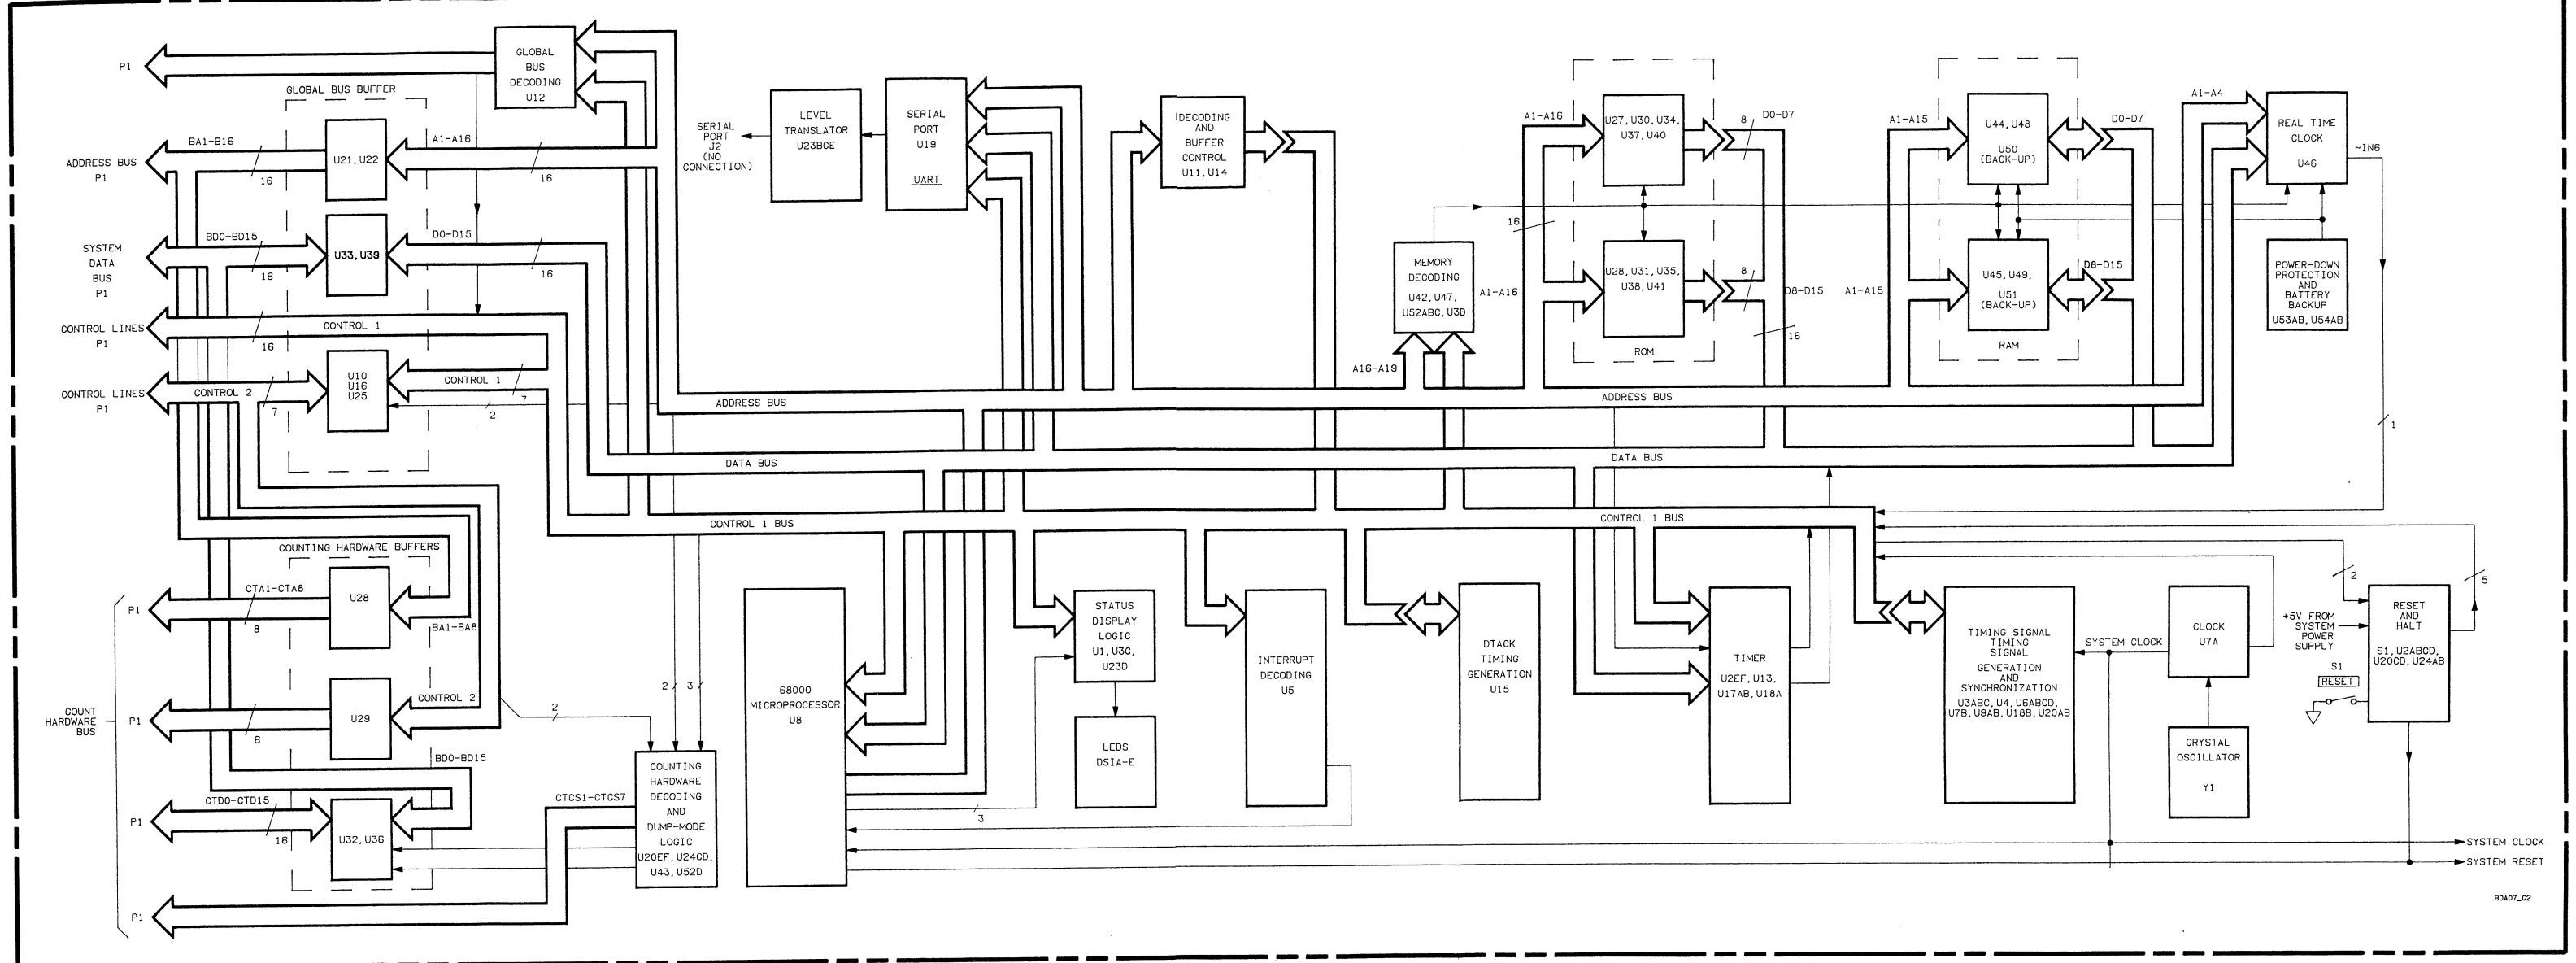 P1
GLOBAL
BUS
DECODING
U12
GLOBAL BUS BUFFER
ADDRESS BUS
P1
BA1-B16
16
U21, U22
A1-A16
16
SYSTEM
DATA
BUS
P1
BD0-BD15
16
U33, U39
D0-D15
16
CONTROL LINES
P1
16
CONTROL 1
CONTROL LINES
P1
CONTROL 2
7
U10
U16
U25
CONTROL 1
7
2
SERIAL
PORT
J2
(NO
CONNECTION)
LEVEL
TRANSLATOR
U23BCE
SERIAL
PORT
U19
UART
DECODING
AND
BUFFER
CONTROL
U11, U14
MEMORY
DECODING
U42, U47,
U52ABC, U3D
A16-A19
A1-A16
16
A1-A16
U27, U30, U34,
U37, U40
U28, U31, U35,
U38, U41
ROM
8
D0-D7
8
D8-D15
16
A1-A15
A1-A15
U44, U48
U50
(BACK-UP)
U45, U49,
U51
(BACK-UP)
RAM
D0-D7
D8-D15
A1-A4
REAL TIME
CLOCK
U46
~IN6
POWER-DOWN
PROTECTION
AND
BATTERY
BACKUP
U53AB, U54AB
1
ADDRESS BUS
ADDRESS BUS
DATA BUS
DATA BUS
CONTROL 1 BUS
CONTROL 1 BUS
COUNTING HARDWARE BUFFERS
COUNT
HARDWARE
BUS
P1
CTA1-CTA8
8
U28
BA1-BA8
P1
6
U29
CONTROL 2
P1
CTD0-CTD15
16
U32, U36
BD0-BD15
P1
2
2
3
COUNTING
HARDWARE
DECODING
AND
DUMP-MODE
LOGIC
U20EF, U24CD,
U43, U52D
CTCS1-CTCS7
68000
MICROPROCESSOR
U8
3
STATUS
DISPLAY
LOGIC
U1, U3C,
U23D
LEDS
DSIA-E
INTERRUPT
DECODING
U5
DTACK
TIMING
GENERATION
U15
TIMER
U2EF, U13,
U17AB, U18A
TIMING SIGNAL
TIMING
SIGNAL
GENERATION
AND
SYNCHRONIZATION
U3ABC, U4, U6ABCD,
U7B, U9AB, U18B, U20AB
SYSTEM CLOCK
CLOCK
U7A
CRYSTAL
OSCILLATOR
Y1
+5V FROM
SYSTEM
POWER
SUPPLY
S1
RESET
2
5
RESET
AND
HALT
S1, U2ABCD,
U20CD, U24AB
SYSTEM CLOCK
SYSTEM RESET
BDA07_02